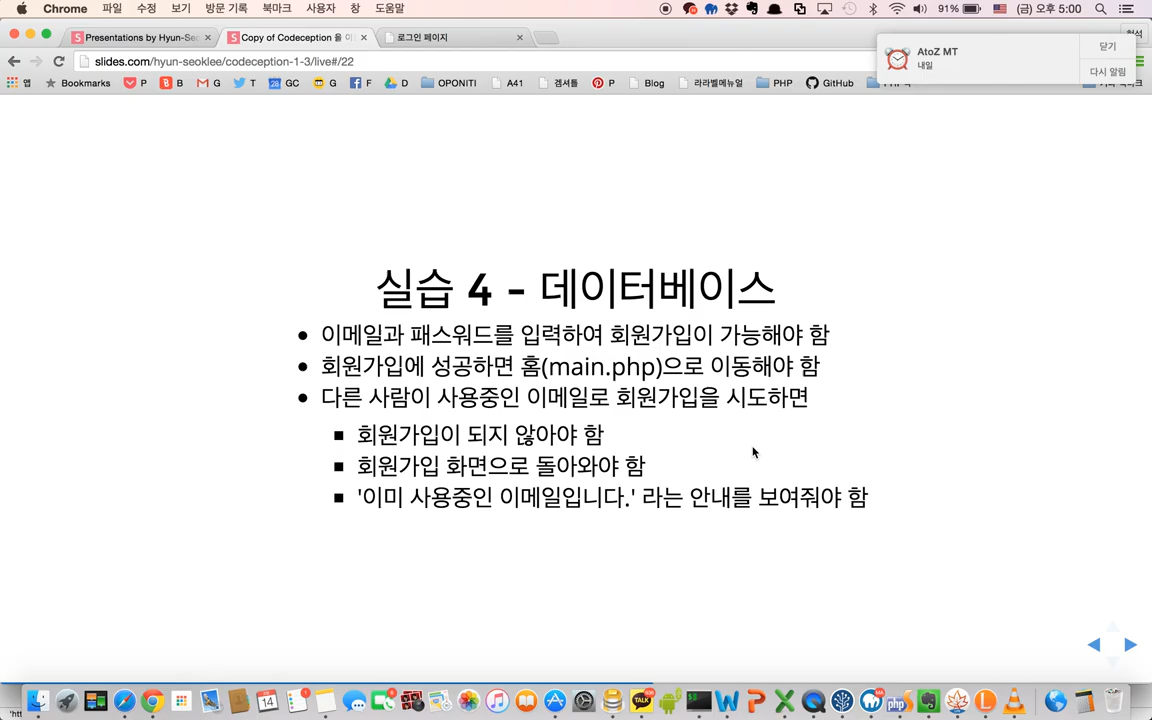 Chrome 파일 수정 보기 방문 기록 북마크 사용자 창 도움말 91% (금) 오후 5:00
Presentations by Hyun-Se Copy of Codeception 을 이 로그인 페이지 현석
slides.com/hyun-seoklee/codeception-1-3/live#/22
앱 Bookmarks P B G T GC G F D OPONITI A41 겜셔틀 P Blog 라라벨메뉴얼 PHP GitHub
AtoZ MT 닫기
내일 다시 알림
실습 4 - 데이터베이스
• 이메일과 패스워드를 입력하여 회원가입이 가능해야 함
• 회원가입에 성공하면 홈(main.php)으로 이동해야 함
• 다른 사람이 사용중인 이메일로 회원가입을 시도하면
▪ 회원가입이 되지 않아야 함
▪ 회원가입 화면으로 돌아와야 함
▪ '이미 사용중인 이메일입니다.' 라는 안내를 보여줘야 함
14 TALK php